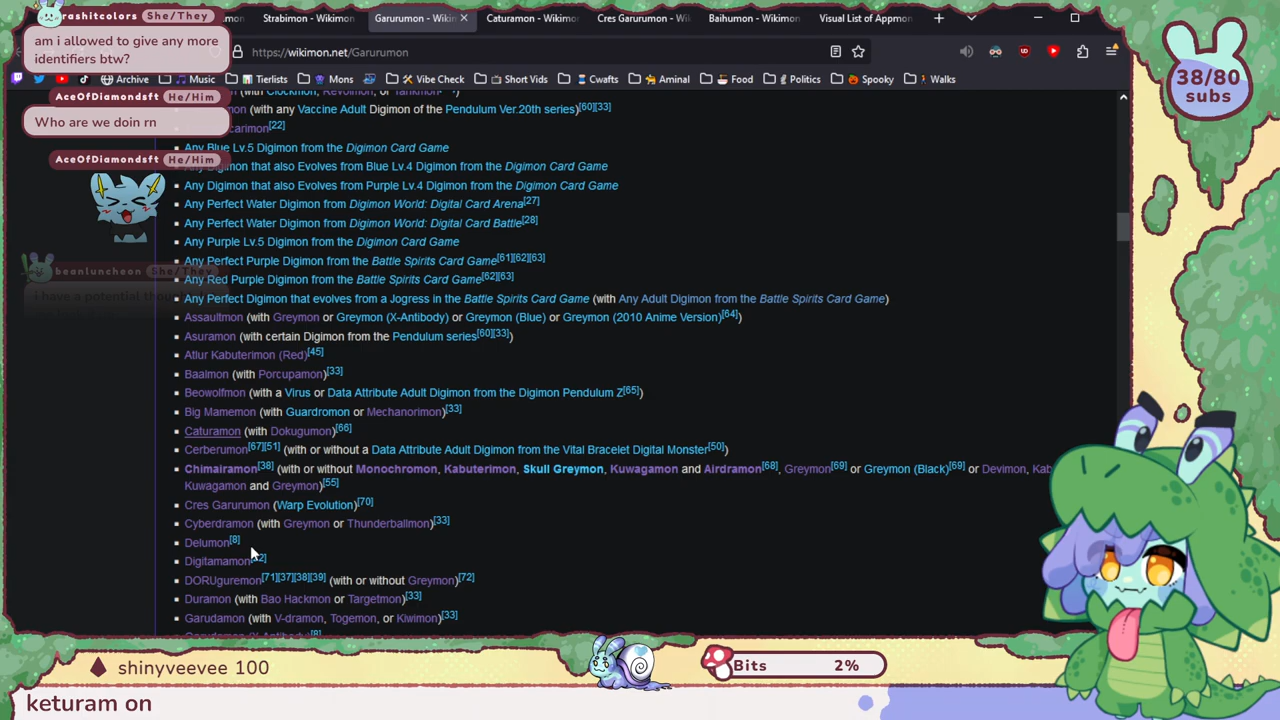 rashitcolors She/They
am i allowed to give any more
identifiers btw?
AceOfDiamondsft He/Him
Who are we doin rn
AceOfDiamondsft He/Him
beanluncheon She/They
I have a potential
Strabimon - Wikimon
Garurumon - Wiki
Caturamon - Wikimon
Cres Garurumon - Wiki
Baihumon - Wikimon
Visual List of Appmon
https://wikimon.net/Garurumon
Archive
Music
Tierlists
Mons
Vibe Check
Short Vids
Cwafts
Aminal
Food
Politics
Spooky
Walks
(with any Vaccine Adult Digimon of the Pendulum Ver.20th series)[60][33]
[22]
Any Blue Lv.5 Digimon from the Digimon Card Game
Any Digimon that also Evolves from Blue Lv.4 Digimon from the Digimon Card Game
Any Digimon that also Evolves from Purple Lv.4 Digimon from the Digimon Card Game
Any Perfect Water Digimon from Digimon World: Digital Card Arena[27]
Any Perfect Water Digimon from Digimon World: Digital Card Battle[28]
Any Purple Lv.5 Digimon from the Digimon Card Game
Any Perfect Purple Digimon from the Battle Spirits Card Game[61][62][63]
Any Red Purple Digimon from the Battle Spirits Card Game[62][63]
Any Perfect Digimon that evolves from a Jogress in the Battle Spirits Card Game (with Any Adult Digimon from the Battle Spirits Card Game)
Assaultmon (with Greymon or Greymon (X-Antibody) or Greymon (Blue) or Greymon (2010 Anime Version)[64])
Asuramon (with certain Digimon from the Pendulum series[60][33])
Atlur Kabuterimon (Red)[45]
Baalmon (with Porcupamon)[33]
Beowolfmon (with a Virus or Data Attribute Adult Digimon from the Digimon Pendulum Z[65])
Big Mamemon (with Guardromon or Mechanorimon)[33]
Caturamon (with Dokugumon)[66]
Cerberumon[67][51] (with or without a Data Attribute Adult Digimon from the Vital Bracelet Digital Monster[50])
Chimairamon[38] (with or without Monochromon, Kabuterimon, Skull Greymon, Kuwagamon and Airdramon[68], Greymon[69] or Greymon (Black)[69] or Devimon, Kab
Kuwagamon and Greymon)[55]
Cres Garurumon (Warp Evolution)[70]
Cyberdramon (with Greymon or Thunderballmon)[33]
Delumon[8]
Digitamamon
DORUguremon[71][37][38][39] (with or without Greymon)[72]
Duramon (with Bao Hackmon or Targetmon)[33]
Garudamon (with V-dramon, Togemon, or Kiwimon)[33]
38/80
subs
shinyveevee 100
Bits 2%
keturam on